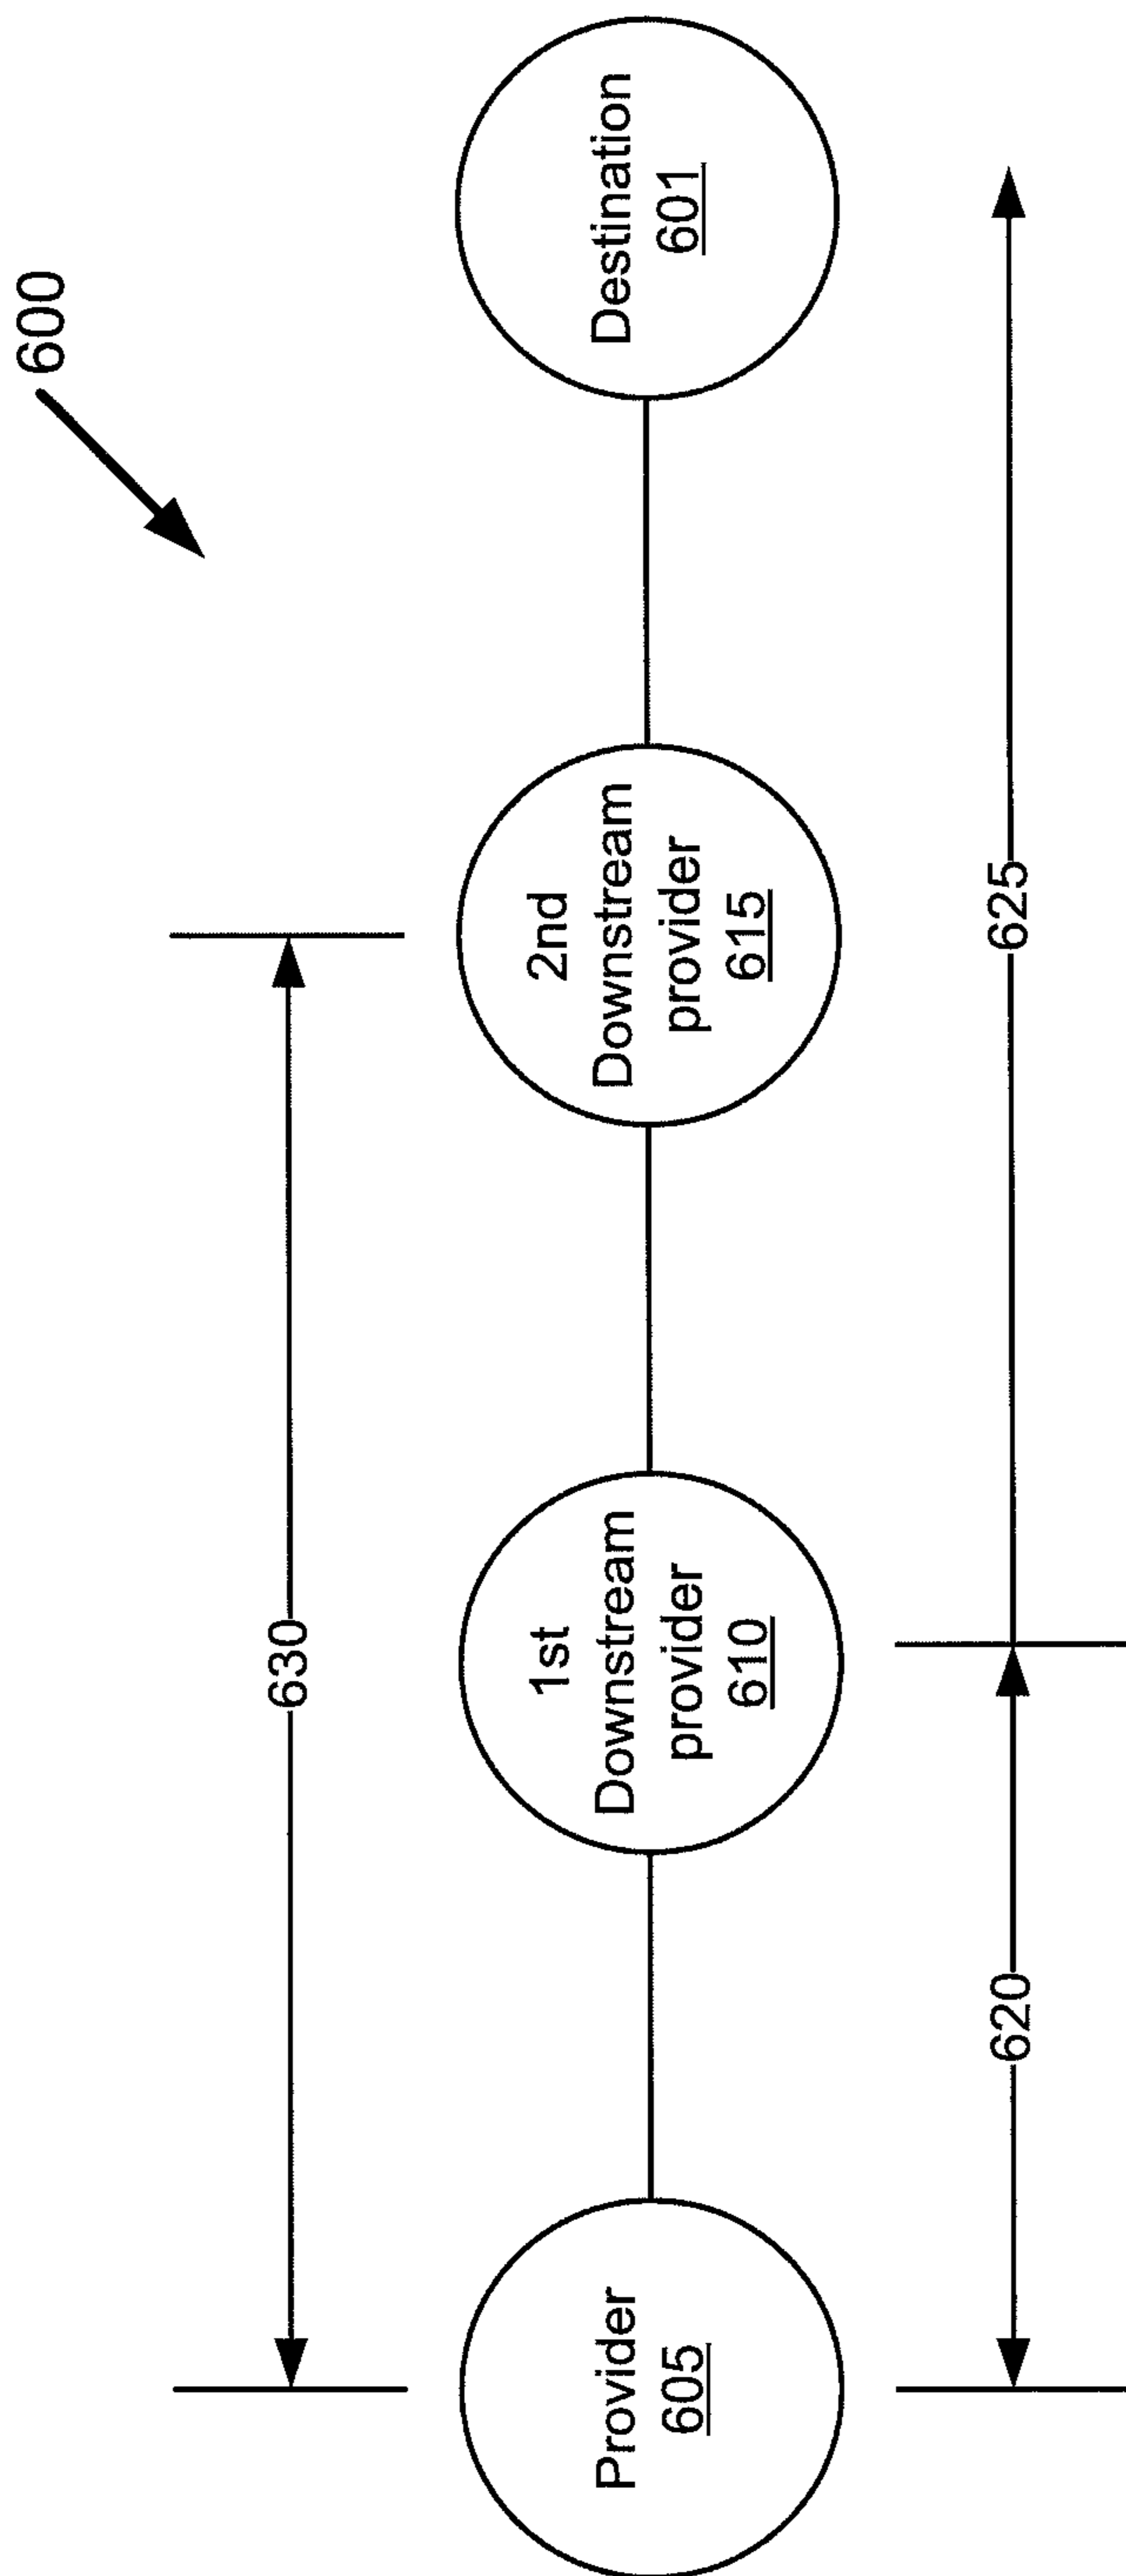 600
630
Provider
605
1st
Downstream
provider
610
2nd
Downstream
provider
615
Destination
601
620
625